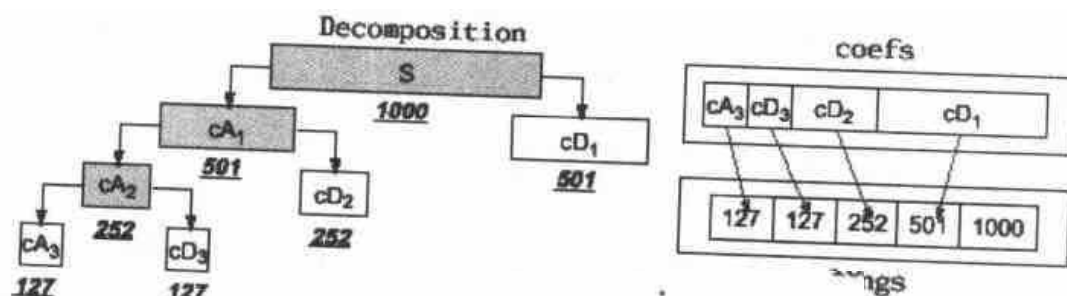 Decomposition
S
1000
cA1
501
cD1
501
cA2
252
cD2
252
cA3
127
cD3
127
coefs
cA3 cD3 cD2 cD1
127 127 252 501 1000